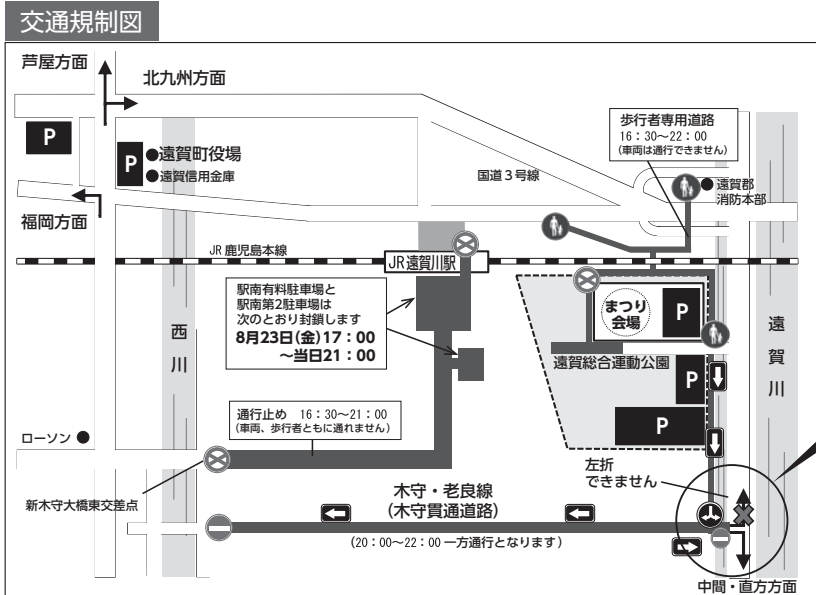 交通規制図
芦屋方面
北九州方面
P
P
●遠賀町役場
●遠賀信用金庫
福岡方面
国道3号線
歩行者専用道路
16：30～22：00
（車両は通行できません）
●遠賀郡
消防本部
JR 鹿児島本線
JR遠賀川駅
駅南有料駐車場と
駅南第2駐車場は
次のとおり封鎖します
8月23日(金)17：00
～当日21：00
まつり
会場
P
遠賀総合運動公園
P
P
西川
遠賀川
通行止め 16：30～21：00
（車両、歩行者ともに通れません）
ローソン ●
新木守大橋東交差点
左折
できません
木守・老良線
（木守貫通道路）
（20：00～22：00 一方通行となります）
中間・直方方面